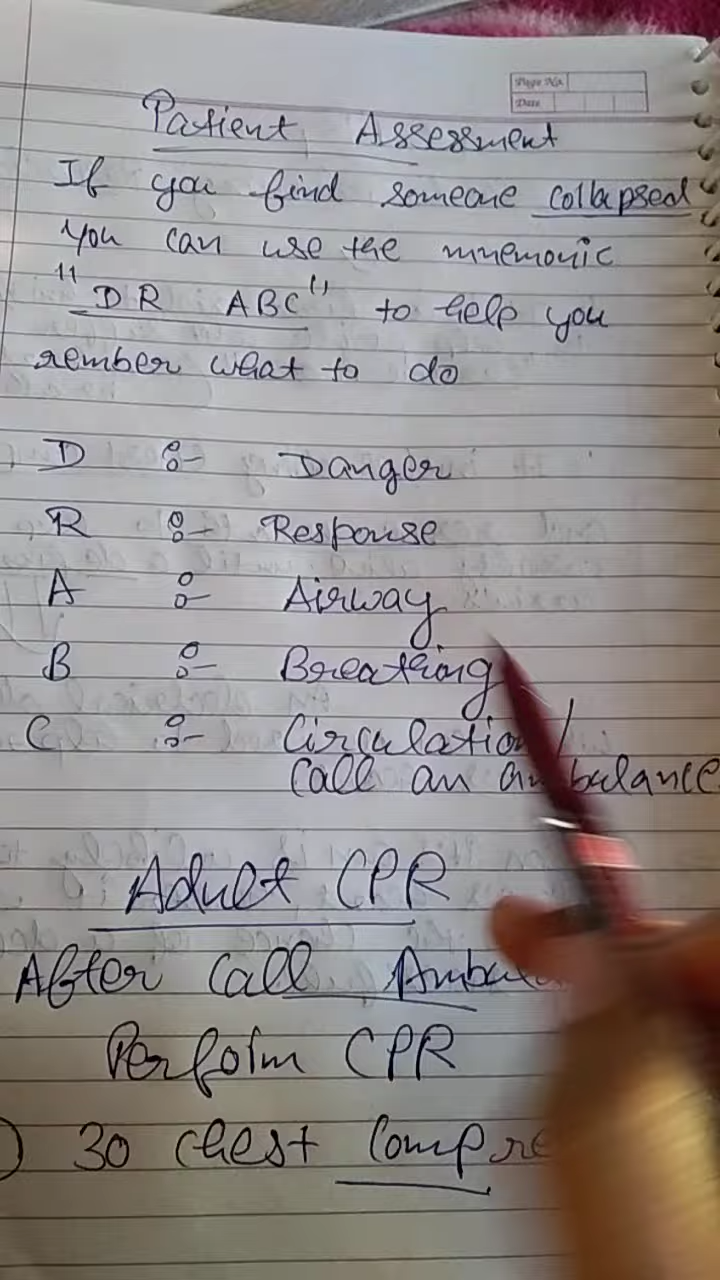 Page No.
Date
Patient Assessment
If you find someone collapsed
you can use the mnemonic
"DR ABC" to help you
rember what to do
D :- Danger
R :- Response
A :- Airway
B :- Breathing
C :- Circulation/
Call an ambulance
Adult CPR
After Call
Perform CPR
30 chest